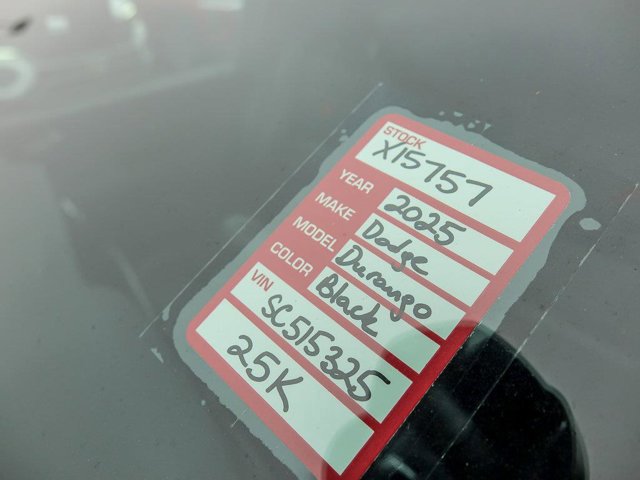 STOCK
X15757
YEAR 2025
MAKE Dodge
MODEL Durango
COLOR Black
VIN
SC515325
25K